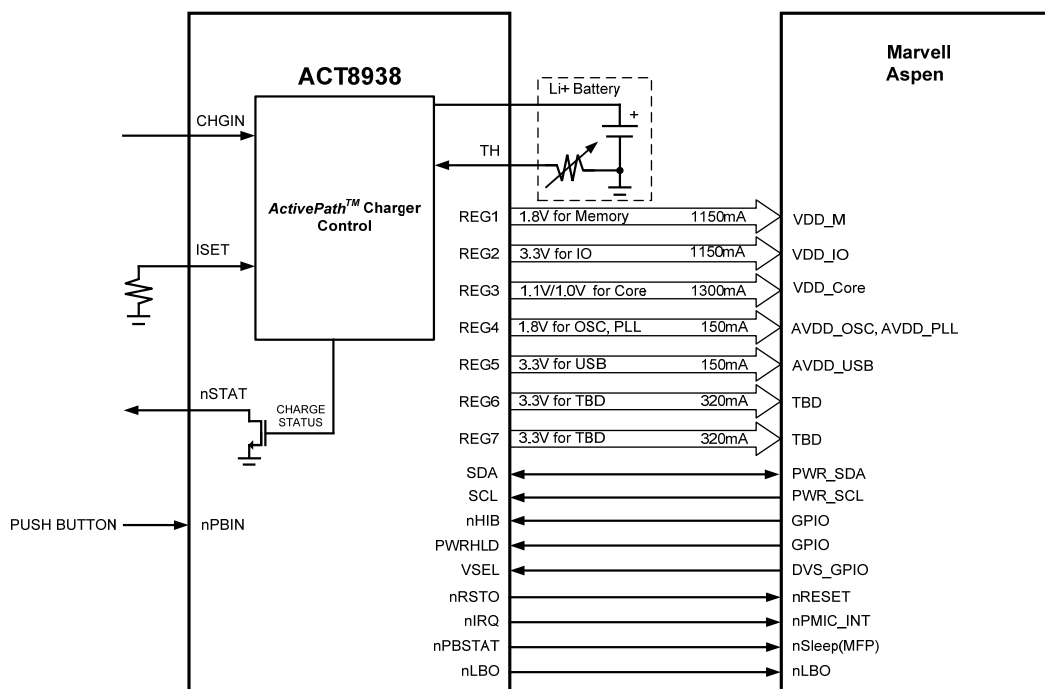 ACT8938
Marvell
Aspen
Li+ Battery
+
CHGIN
TH
ActivePath™ Charger
Control
ISET
nSTAT
CHARGE
STATUS
PUSH BUTTON
nPBIN
REG1 1.8V for Memory 1150mA VDD_M
REG2 3.3V for IO 1150mA VDD_IO
REG3 1.1V/1.0V for Core 1300mA VDD_Core
REG4 1.8V for OSC, PLL 150mA AVDD_OSC, AVDD_PLL
REG5 3.3V for USB 150mA AVDD_USB
REG6 3.3V for TBD 320mA TBD
REG7 3.3V for TBD 320mA TBD
SDA PWR_SDA
SCL PWR_SCL
nHIB GPIO
PWRHLD GPIO
VSEL DVS_GPIO
nRSTO nRESET
nIRQ nPMIC_INT
nPBSTAT nSleep(MFP)
nLBO nLBO